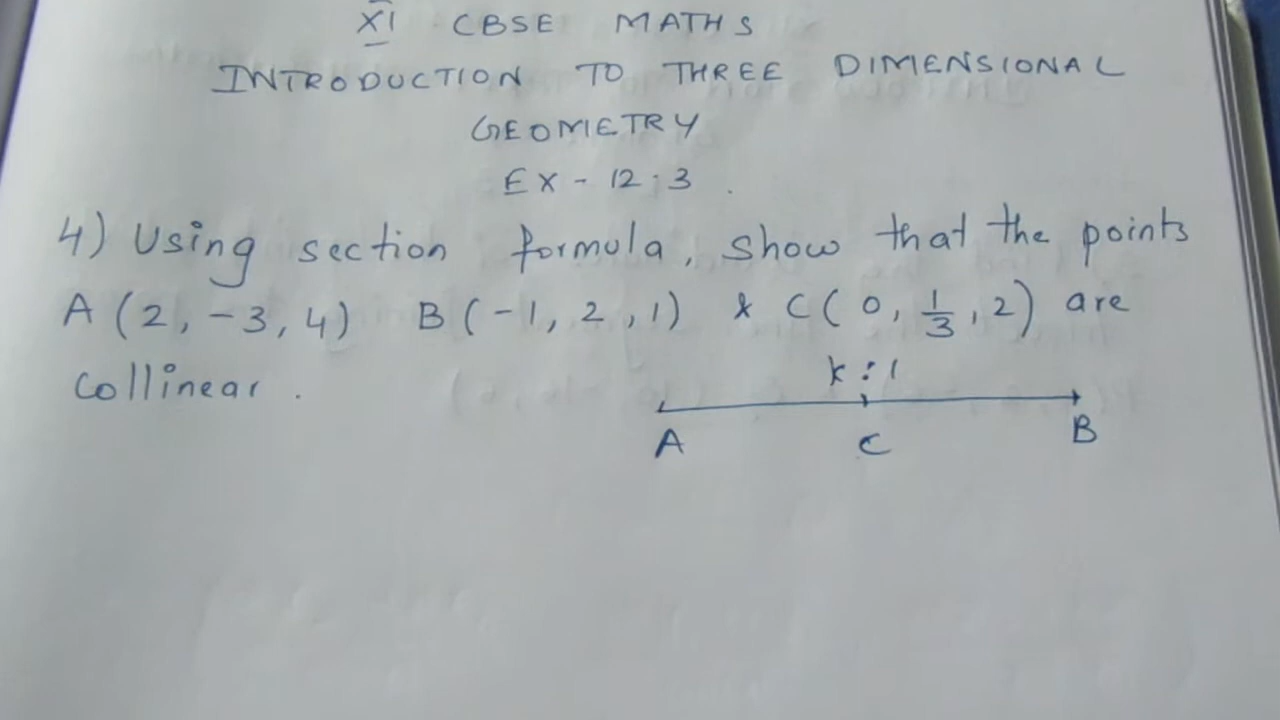 XI CBSE MATHS
INTRODUCTION TO THREE DIMENSIONAL
GEOMETRY
EX - 12.3.
4) Using section formula, show that the points
A (2, -3, 4) B (-1, 2, 1) & C( 0, 1/3, 2) are
collinear.
k : 1
A C B